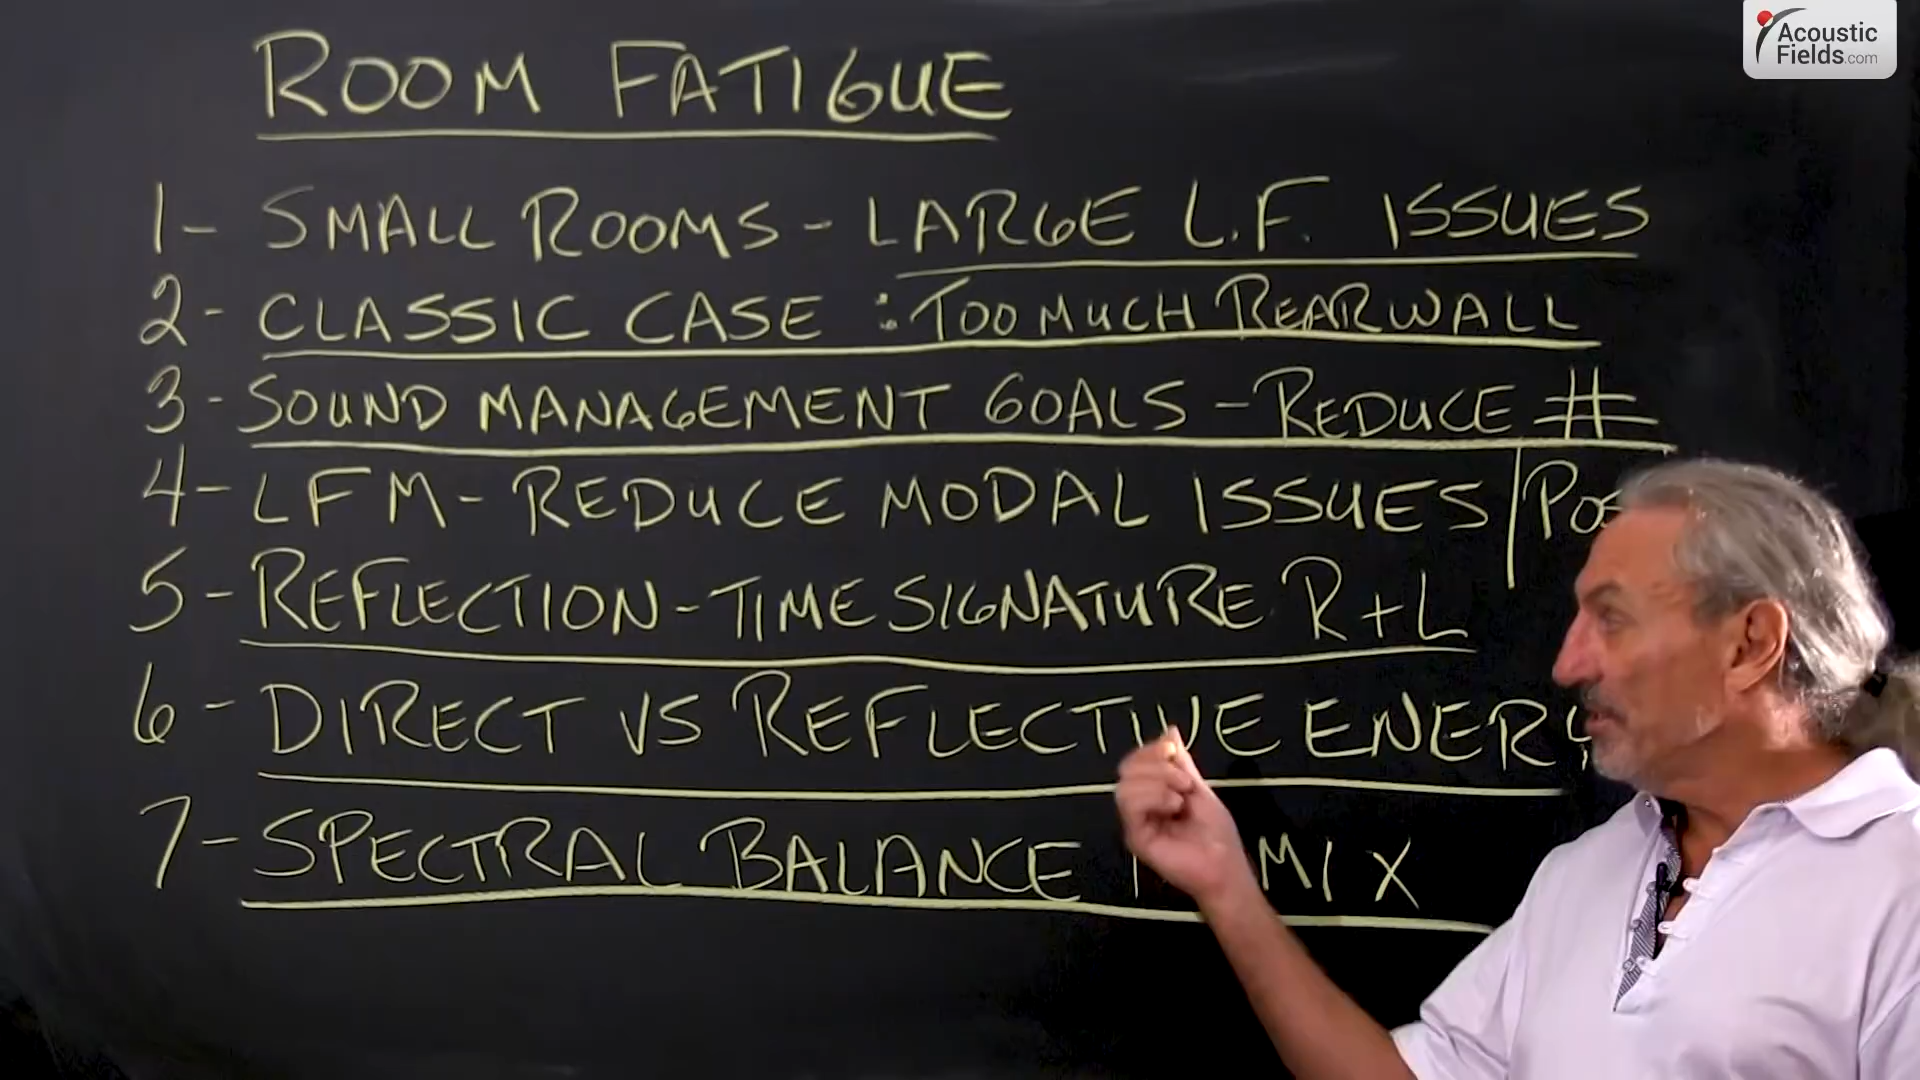 Acoustic
Fields.com
ROOM FATIGUE
1- SMALL ROOMS - LARGE L.F. ISSUES
2- CLASSIC CASE : TOO MUCH REARWALL
3- SOUND MANAGEMENT GOALS - REDUCE #
4- LFM- REDUCE MODAL ISSUES/
5- REFLECTION - TIME SIGNATURE R+L
6- DIRECT VS REFLECTIVE
7- SPECTRAL BALANCE MIX